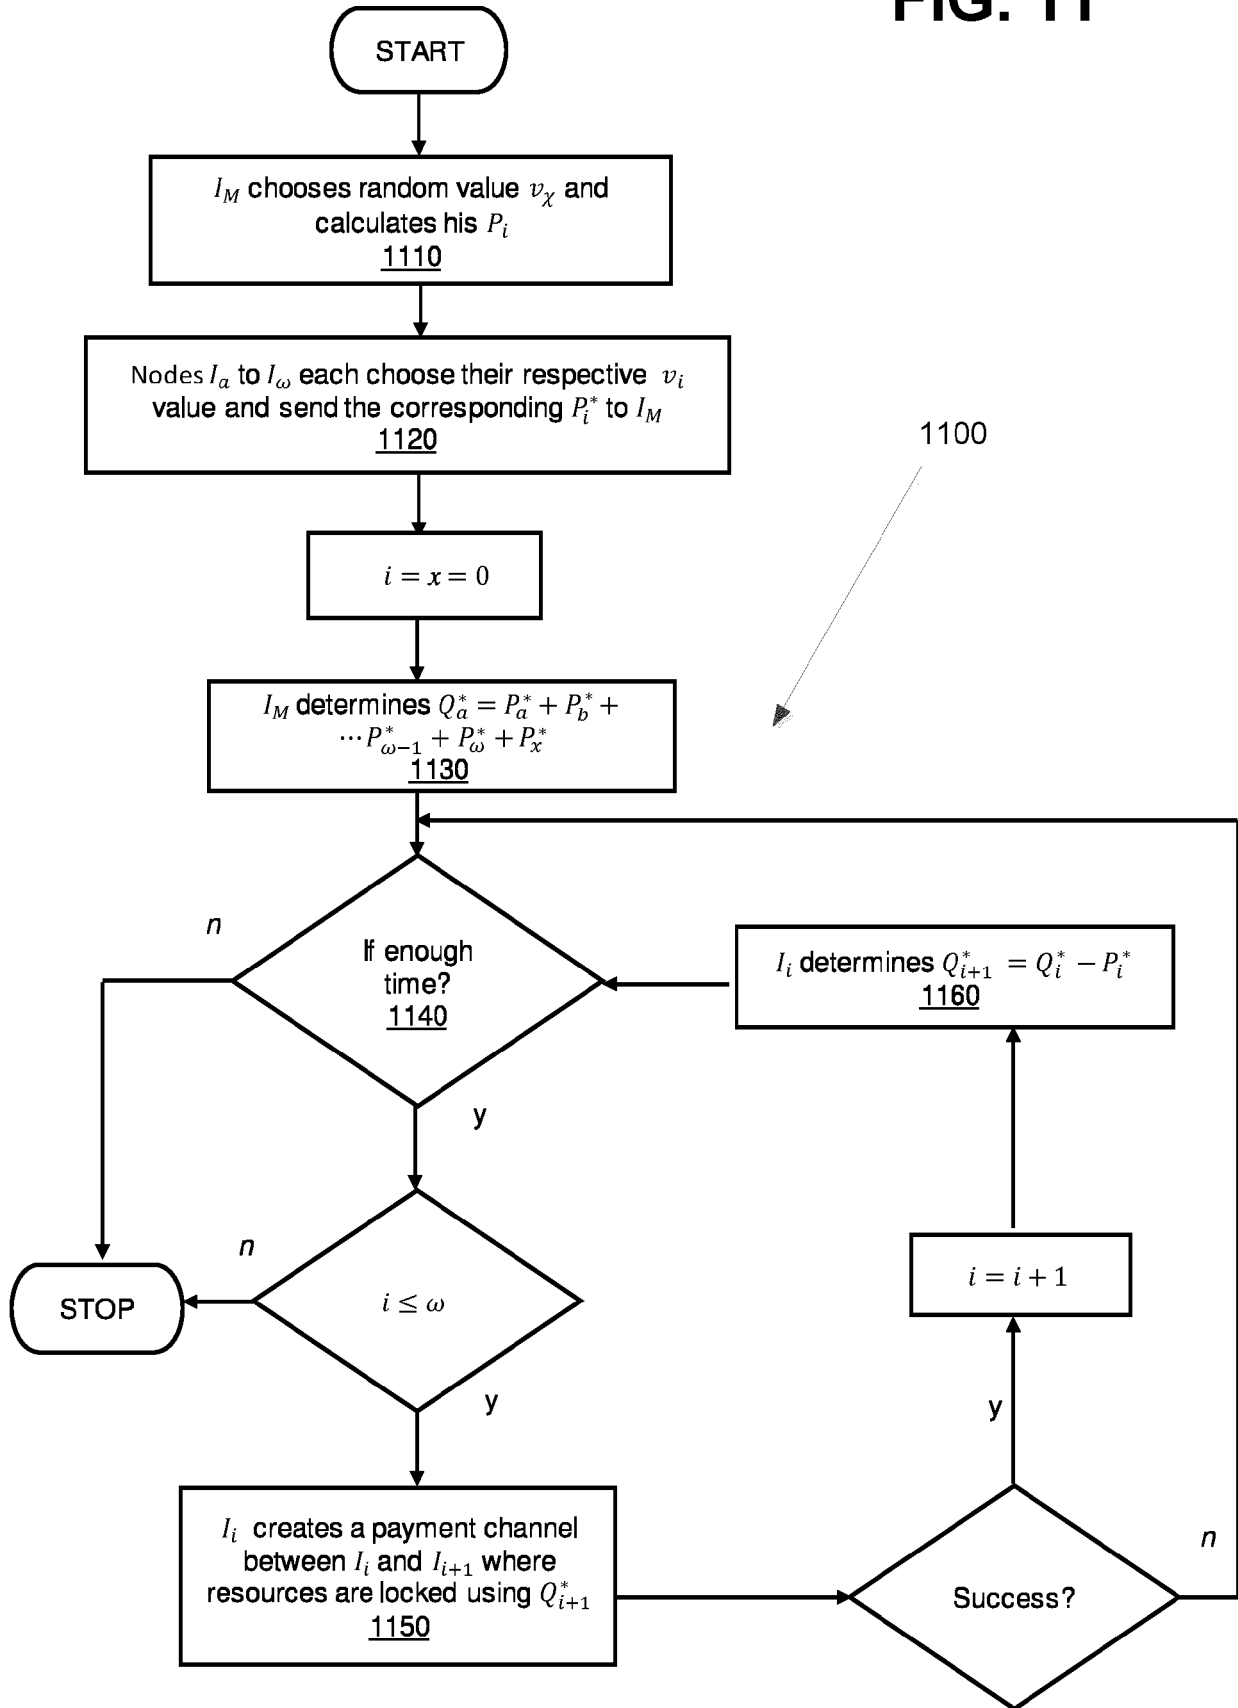 FIG. 11
START
I_M chooses random value v_χ and
calculates his P_i
1110
Nodes I_a to I_ω each choose their respective v_i
value and send the corresponding P_i^* to I_M
1120
1100
i = x = 0
I_M determines Q_a^* = P_a^* + P_b^* +
⋯P_{ω−1}^* + P_ω^* + P_x^*
1130
n
If enough
time?
1140
I_i determines Q_{i+1}^* = Q_i^* − P_i^*
1160
y
n
i ≤ ω
STOP
i = i + 1
y
y
I_i creates a payment channel
between I_i and I_{i+1} where
resources are locked using Q_{i+1}^*
1150
Success?
n